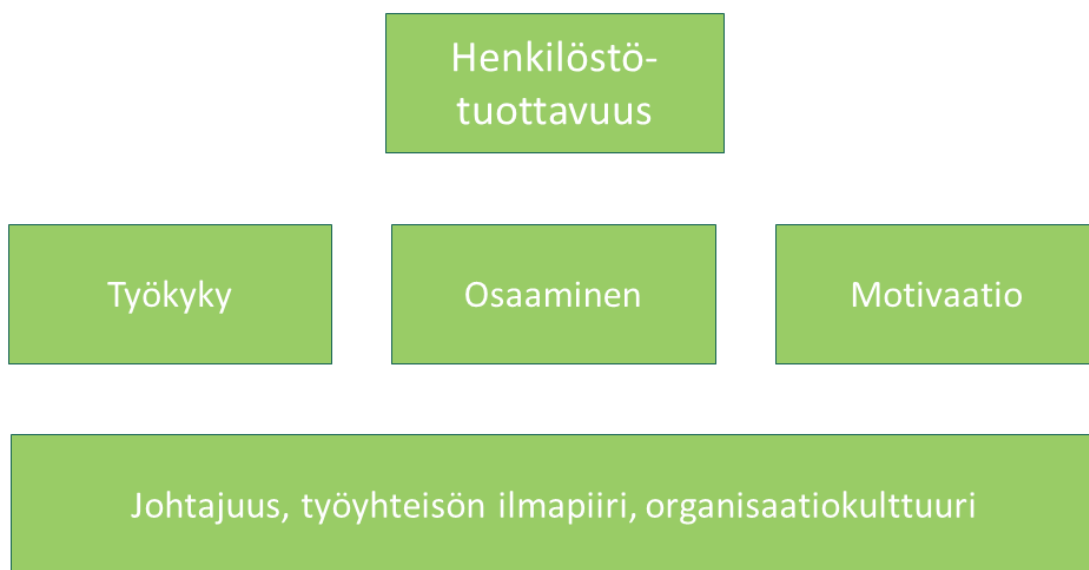 Henkilöstö-
tuottavuus
Työkyky
Osaaminen
Motivaatio
Johtajuus, työyhteisön ilmapiiri, organisaatiokulttuuri